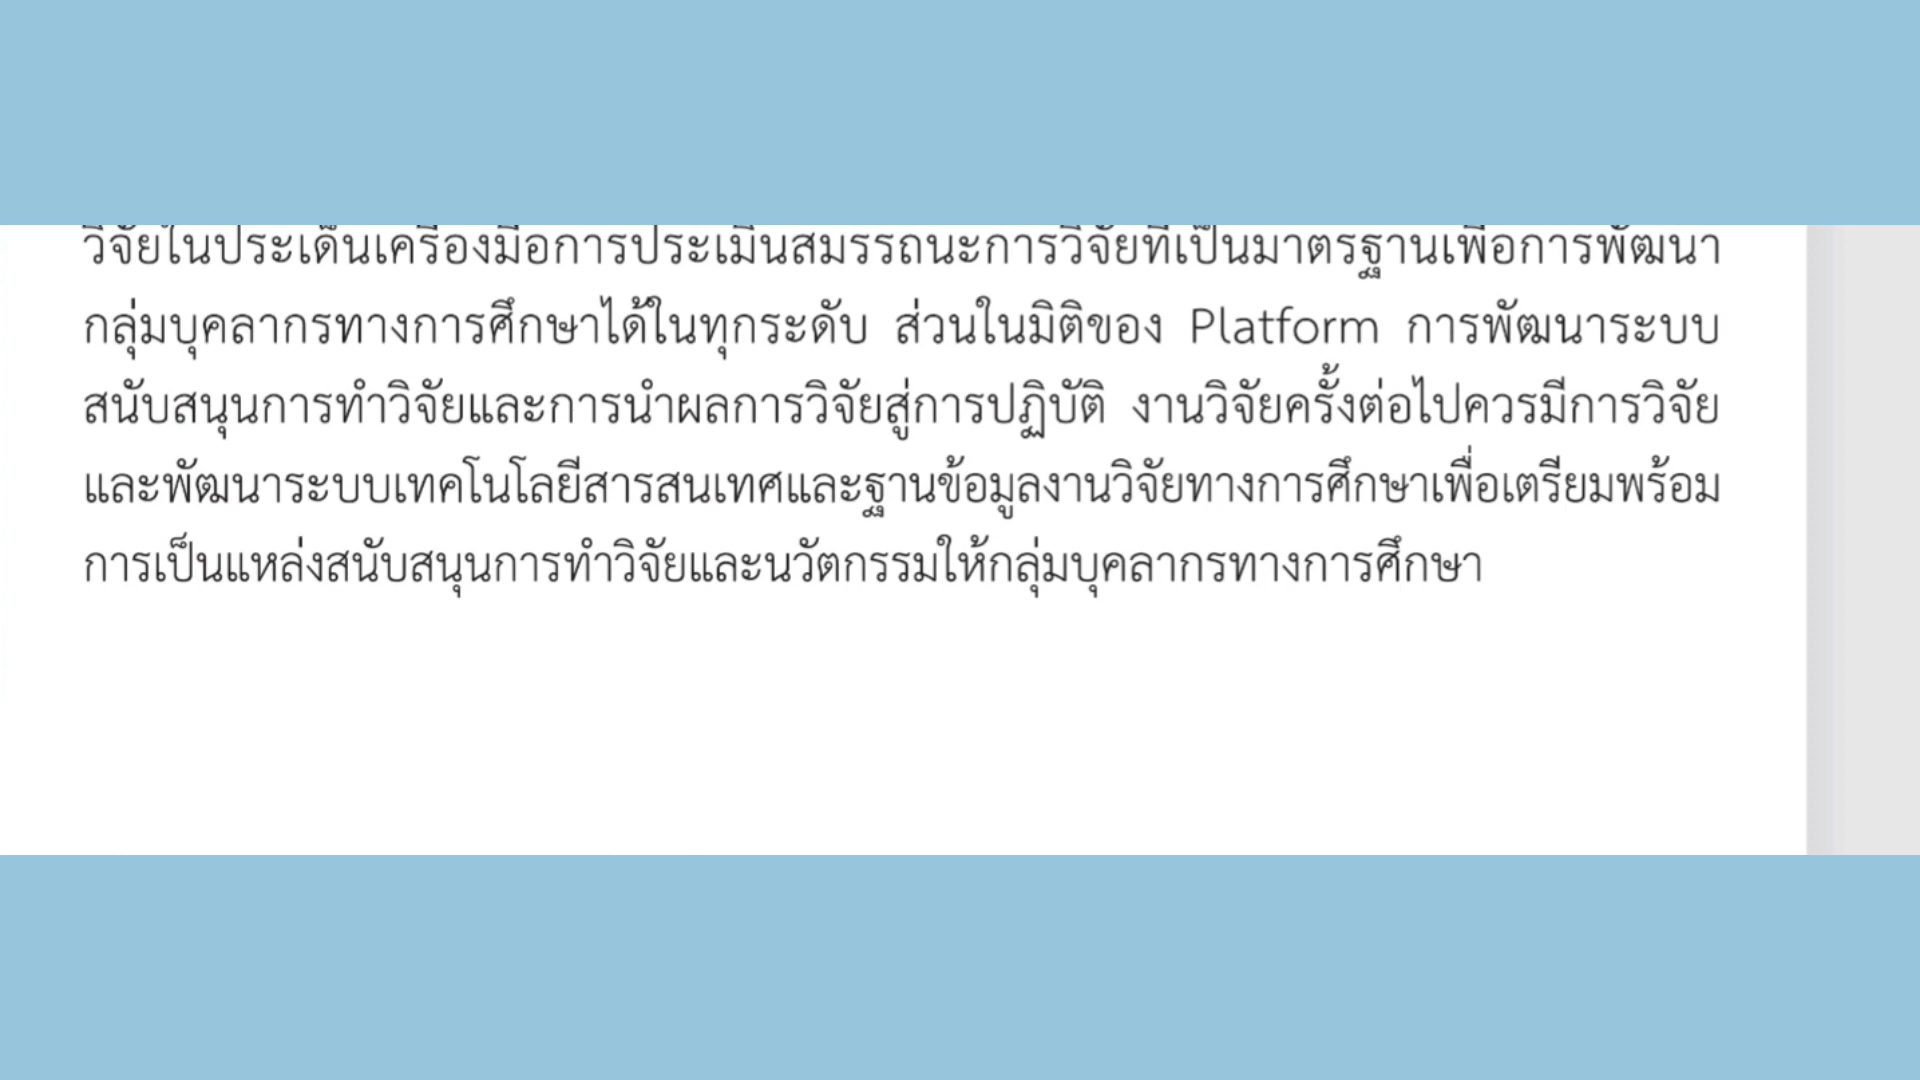 วิจัยในประเด็นเครื่องมือการประเมินสมรรถนะการวิจัยที่เป็นมาตรฐานเพื่อการพัฒนา
กลุ่มบุคลากรทางการศึกษาได้ในทุกระดับ ส่วนในมิติของ Platform การพัฒนาระบบ
สนับสนุนการทำวิจัยและการนำผลการวิจัยสู่การปฏิบัติ งานวิจัยครั้งต่อไปควรมีการวิจัย
และพัฒนาระบบเทคโนโลยีสารสนเทศและฐานข้อมูลงานวิจัยทางการศึกษาเพื่อเตรียมพร้อม
การเป็นแหล่งสนับสนุนการทำวิจัยและนวัตกรรมให้กลุ่มบุคลากรทางการศึกษา